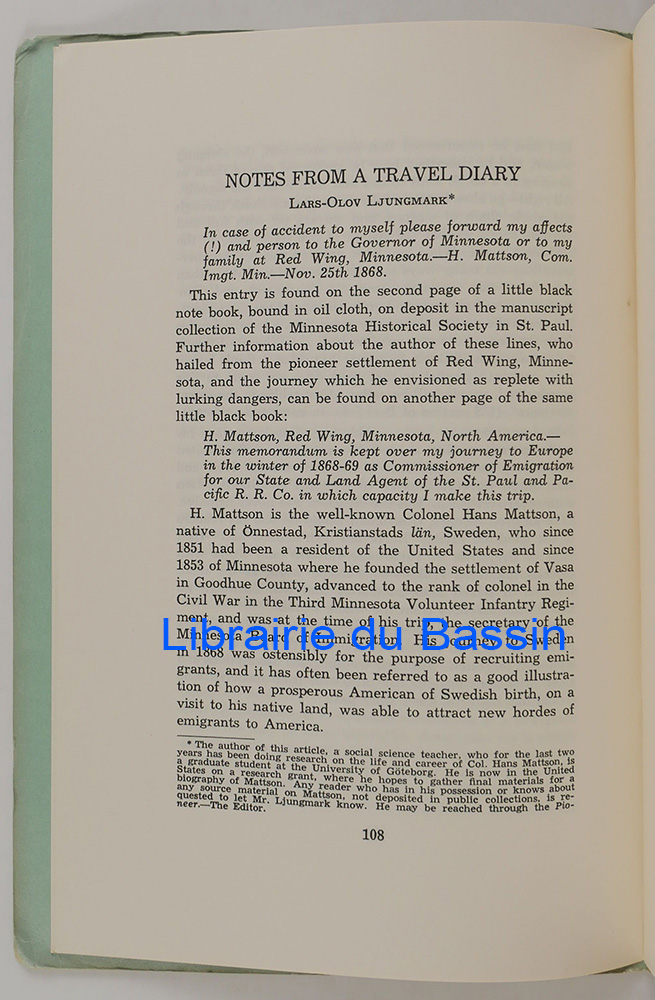 NOTES FROM A TRAVEL DIARY
LARS-OLOV LJUNGMARK*
In case of accident to myself please forward my affects
(!) and person to the Governor of Minnesota or to my
family at Red Wing, Minnesota.—H. Mattson, Com.
Imgt. Min.—Nov. 25th 1868.
This entry is found on the second page of a little black
note book, bound in oil cloth, on deposit in the manuscript
collection of the Minnesota Historical Society in St. Paul.
Further information about the author of these lines, who
hailed from the pioneer settlement of Red Wing, Minne-
sota, and the journey which he envisioned as replete with
lurking dangers, can be found on another page of the same
little black book:
H. Mattson, Red Wing, Minnesota, North America.—
This memorandum is kept over my journey to Europe
in the winter of 1868-69 as Commissioner of Emigration
for our State and Land Agent of the St. Paul and Pa-
cific R. R. Co. in which capacity I make this trip.
H. Mattson is the well-known Colonel Hans Mattson, a
native of Önnestad, Kristianstads län, Sweden, who since
1851 had been a resident of the United States and since
1853 of Minnesota where he founded the settlement of Vasa
in Goodhue County, advanced to the rank of colonel in the
Civil War in the Third Minnesota Volunteer Infantry Regi-
ment, and was at the time of his trip, the secretary of the
Minnesota Board of Immigration. His journey to Sweden
in 1868 was ostensibly for the purpose of recruiting emi-
grants, and it has often been referred to as a good illustra-
tion of how a prosperous American of Swedish birth, on a
visit to his native land, was able to attract new hordes of
emigrants to America.
* The author of this article, a social science teacher, who for the last two
years has been doing research on the life and career of Col. Hans Mattson, is
a graduate student at the University of Göteborg. He is now in the United
States on a research grant, where he hopes to gather final materials for a
biography of Mattson. Any reader who has in his possession or knows about
any source material on Mattson, not deposited in public collections, is re-
quested to let Mr. Ljungmark know. He may be reached through the Pio-
neer.—The Editor.
108
Librairie du Bassin